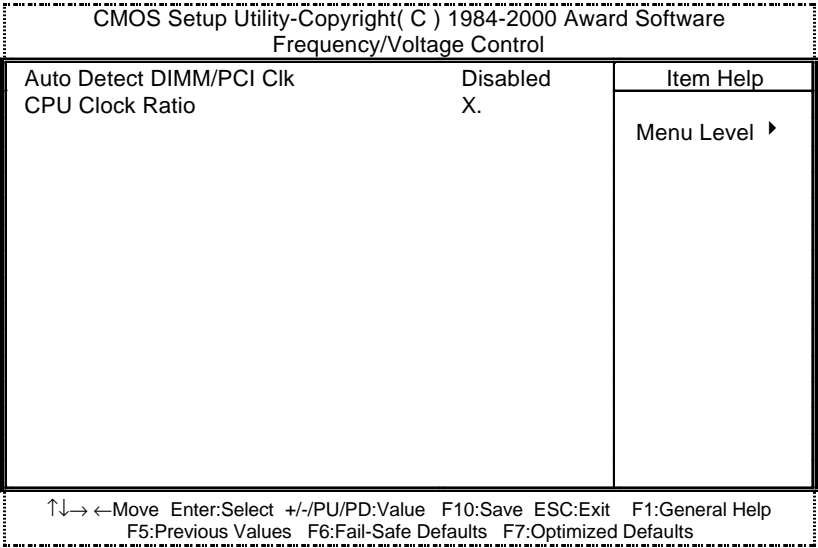 CMOS Setup Utility-Copyright( C ) 1984-2000 Award Software
Frequency/Voltage Control
Auto Detect DIMM/PCI Clk Disabled Item Help
CPU Clock Ratio X.
Menu Level
↑↓→ ←Move Enter:Select +/-/PU/PD:Value F10:Save ESC:Exit F1:General Help
F5:Previous Values F6:Fail-Safe Defaults F7:Optimized Defaults